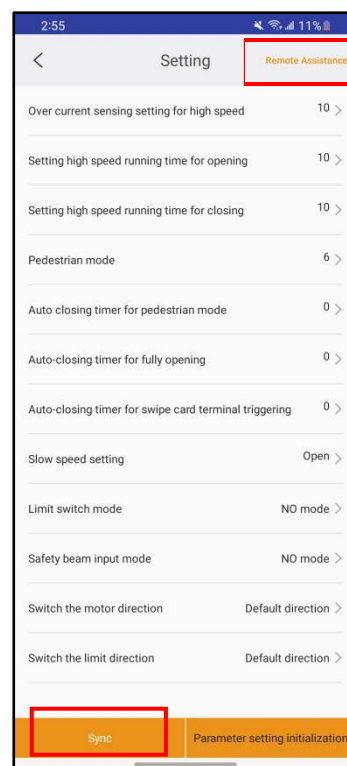 2:55 11%
Setting Remote Assistance
Over current sensing setting for high speed 10
Setting high speed running time for opening 10
Setting high speed running time for closing 10
Pedestrian mode 6
Auto closing timer for pedestrian mode 0
Auto-closing timer for fully opening 0
Auto-closing timer for swipe card terminal triggering 0
Slow speed setting Open
Limit switch mode NO mode
Safety beam input mode NO mode
Switch the motor direction Default direction
Switch the limit direction Default direction
Sync Parameter setting initialization